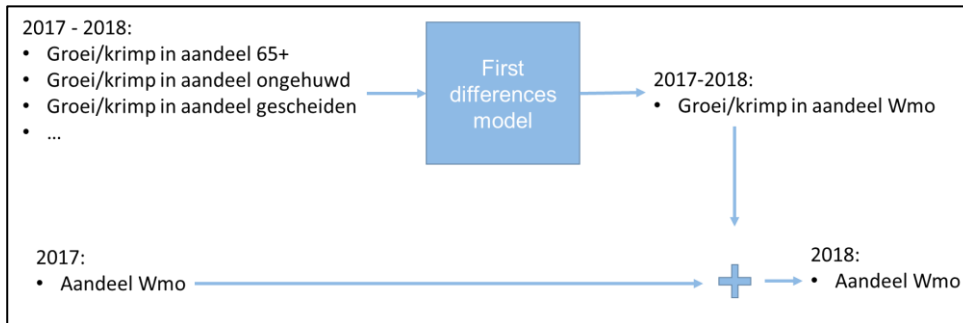 2017 - 2018:
• Groei/krimp in aandeel 65+
• Groei/krimp in aandeel ongehuwd
• Groei/krimp in aandeel gescheiden
• ...
First
differences
model
2017-2018:
• Groei/krimp in aandeel Wmo
2017:
• Aandeel Wmo
2018:
• Aandeel Wmo